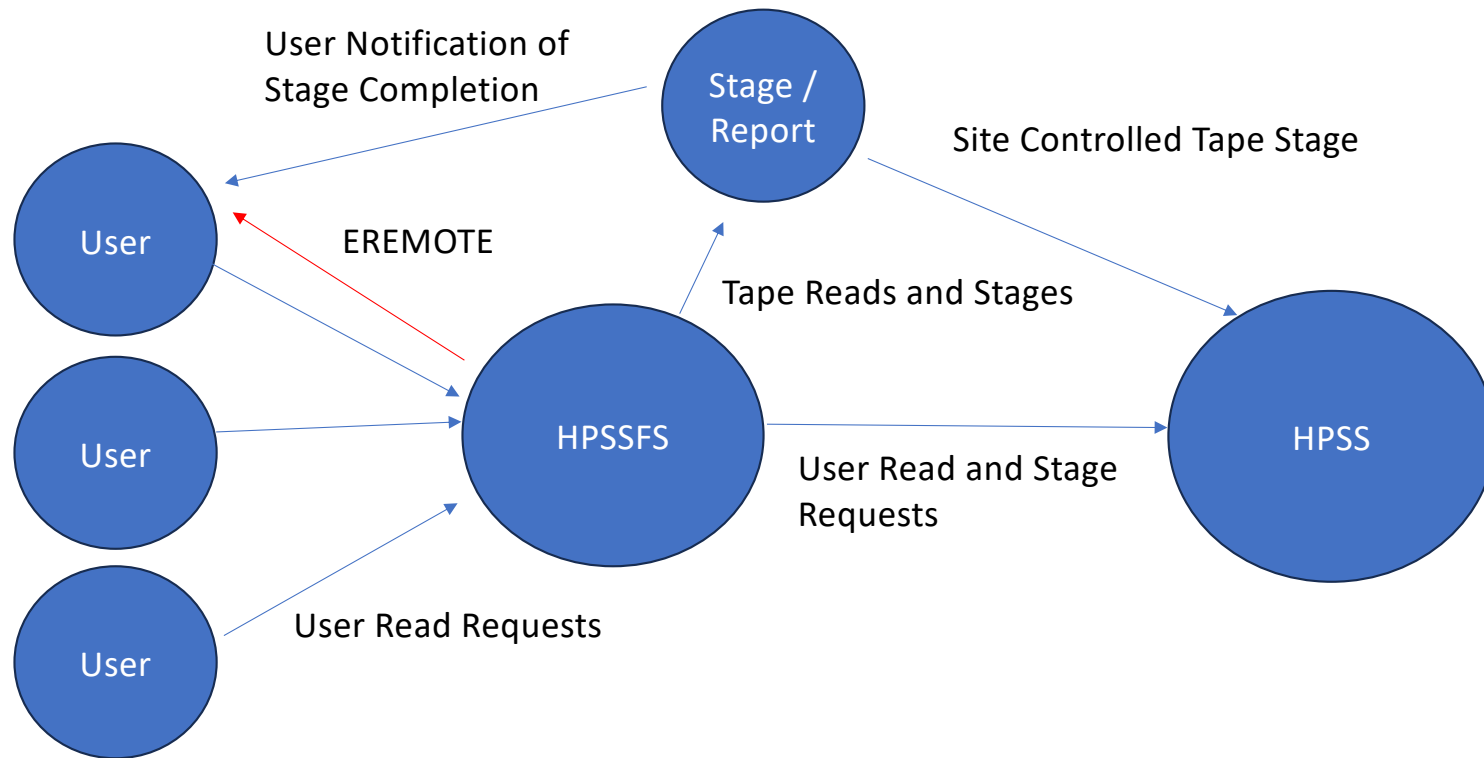 User Notification of
Stage Completion
Stage /
Report
Site Controlled Tape Stage
User
EREMOTE
Tape Reads and Stages
User
HPSSFS
HPSS
User Read and Stage
Requests
User
User Read Requests